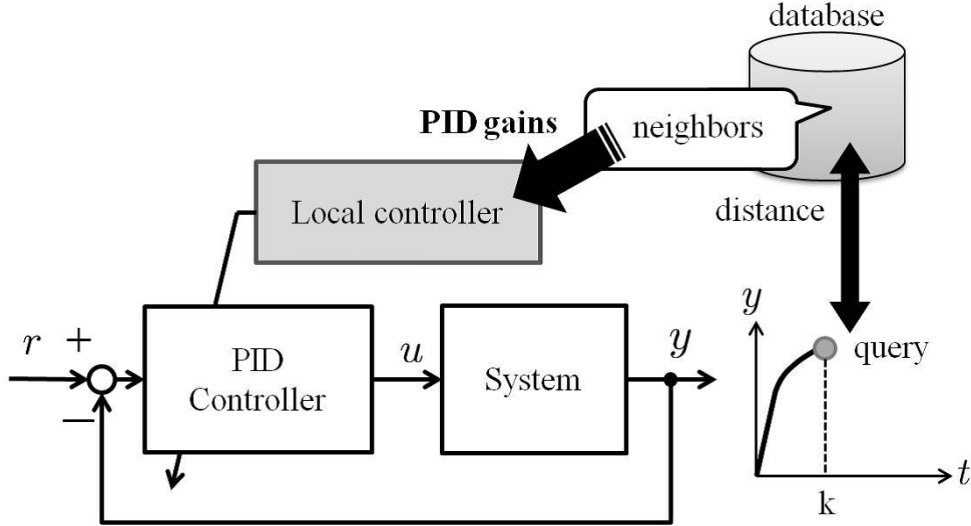 database
PID gains
neighbors
Local controller
distance
r
+
−
PID
Controller
u
System
y
y
query
k
t